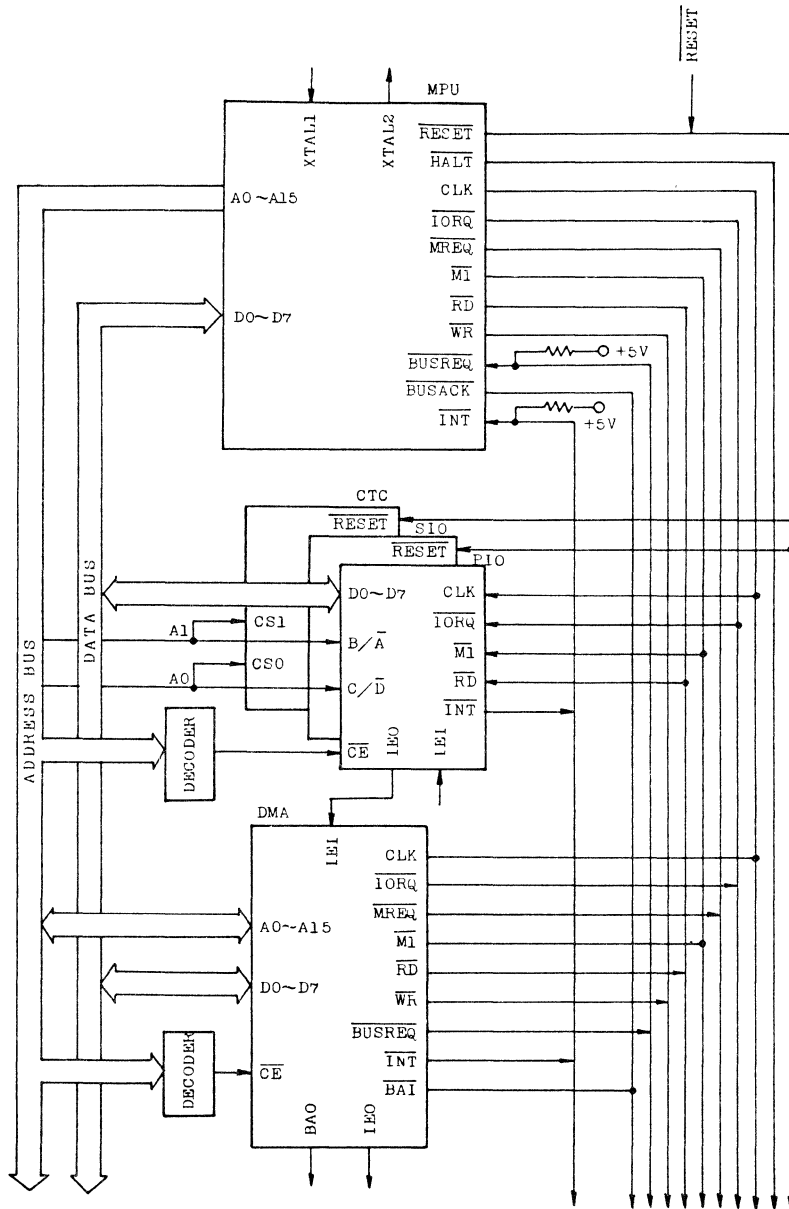 RESET
MPU
XTAL1
XTAL2
RESET
HALT
CLK
A0~A15
IORQ
MREQ
M1
RD
D0~D7
WR
+5V
BUSREQ
BUSACK
INT
+5V
CTC
RESET
SIO
RESET
PIO
D0~D7
CLK
DATA BUS
CS1
A1
IORQ
B/A
M1
CS0
A0
RD
C/D
INT
ADDRESS BUS
DECODER
CE
IEO
IEI
DMA
IEI
CLK
IORQ
A0~A15
MREQ
M1
RD
D0~D7
WR
BUSREQ
DECODER
INT
CE
BAI
BAO
IEO